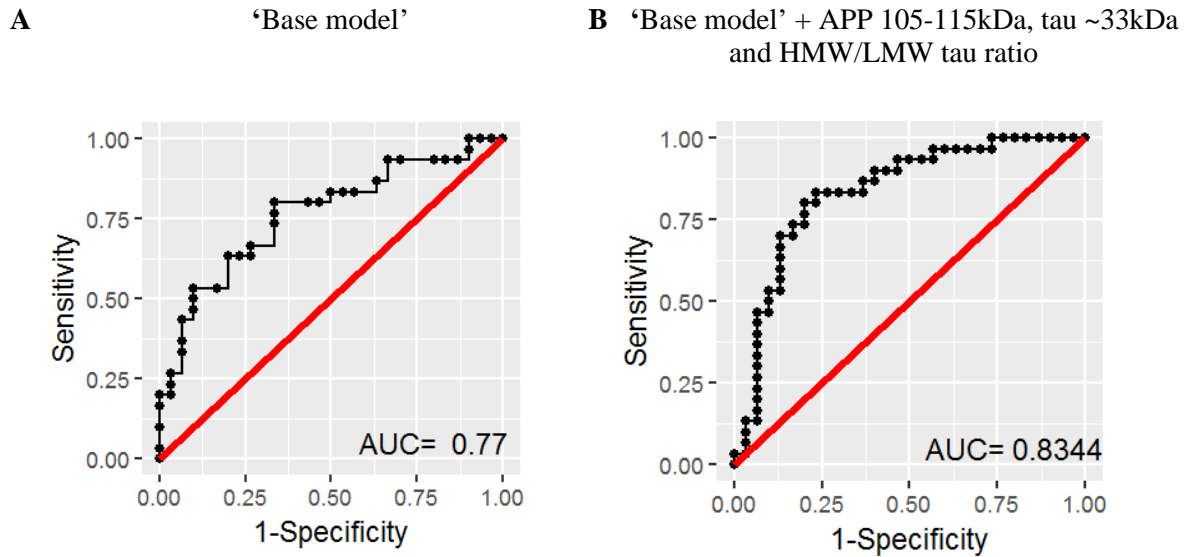 A
‘Base model’
B
‘Base model’ + APP 105-115kDa, tau ~33kDa
and HMW/LMW tau ratio
1.00
0.75
0.50
0.25
0.00
Sensitivity
AUC= 0.77
0.00 0.25 0.50 0.75 1.00
1-Specificity
1.00
0.75
0.50
0.25
0.00
Sensitivity
AUC= 0.8344
0.00 0.25 0.50 0.75 1.00
1-Specificity